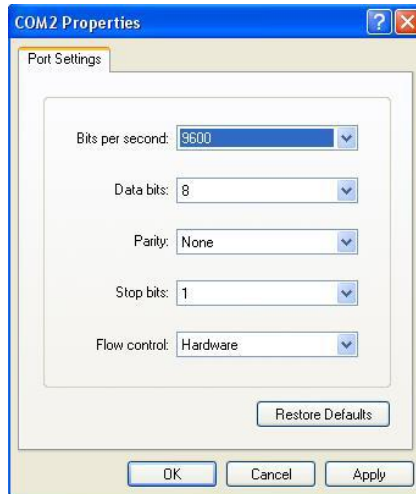 COM2 Properties
Port Settings
Bits per second: 9600
Data bits: 8
Parity: None
Stop bits: 1
Flow control: Hardware
Restore Defaults
OK Cancel Apply